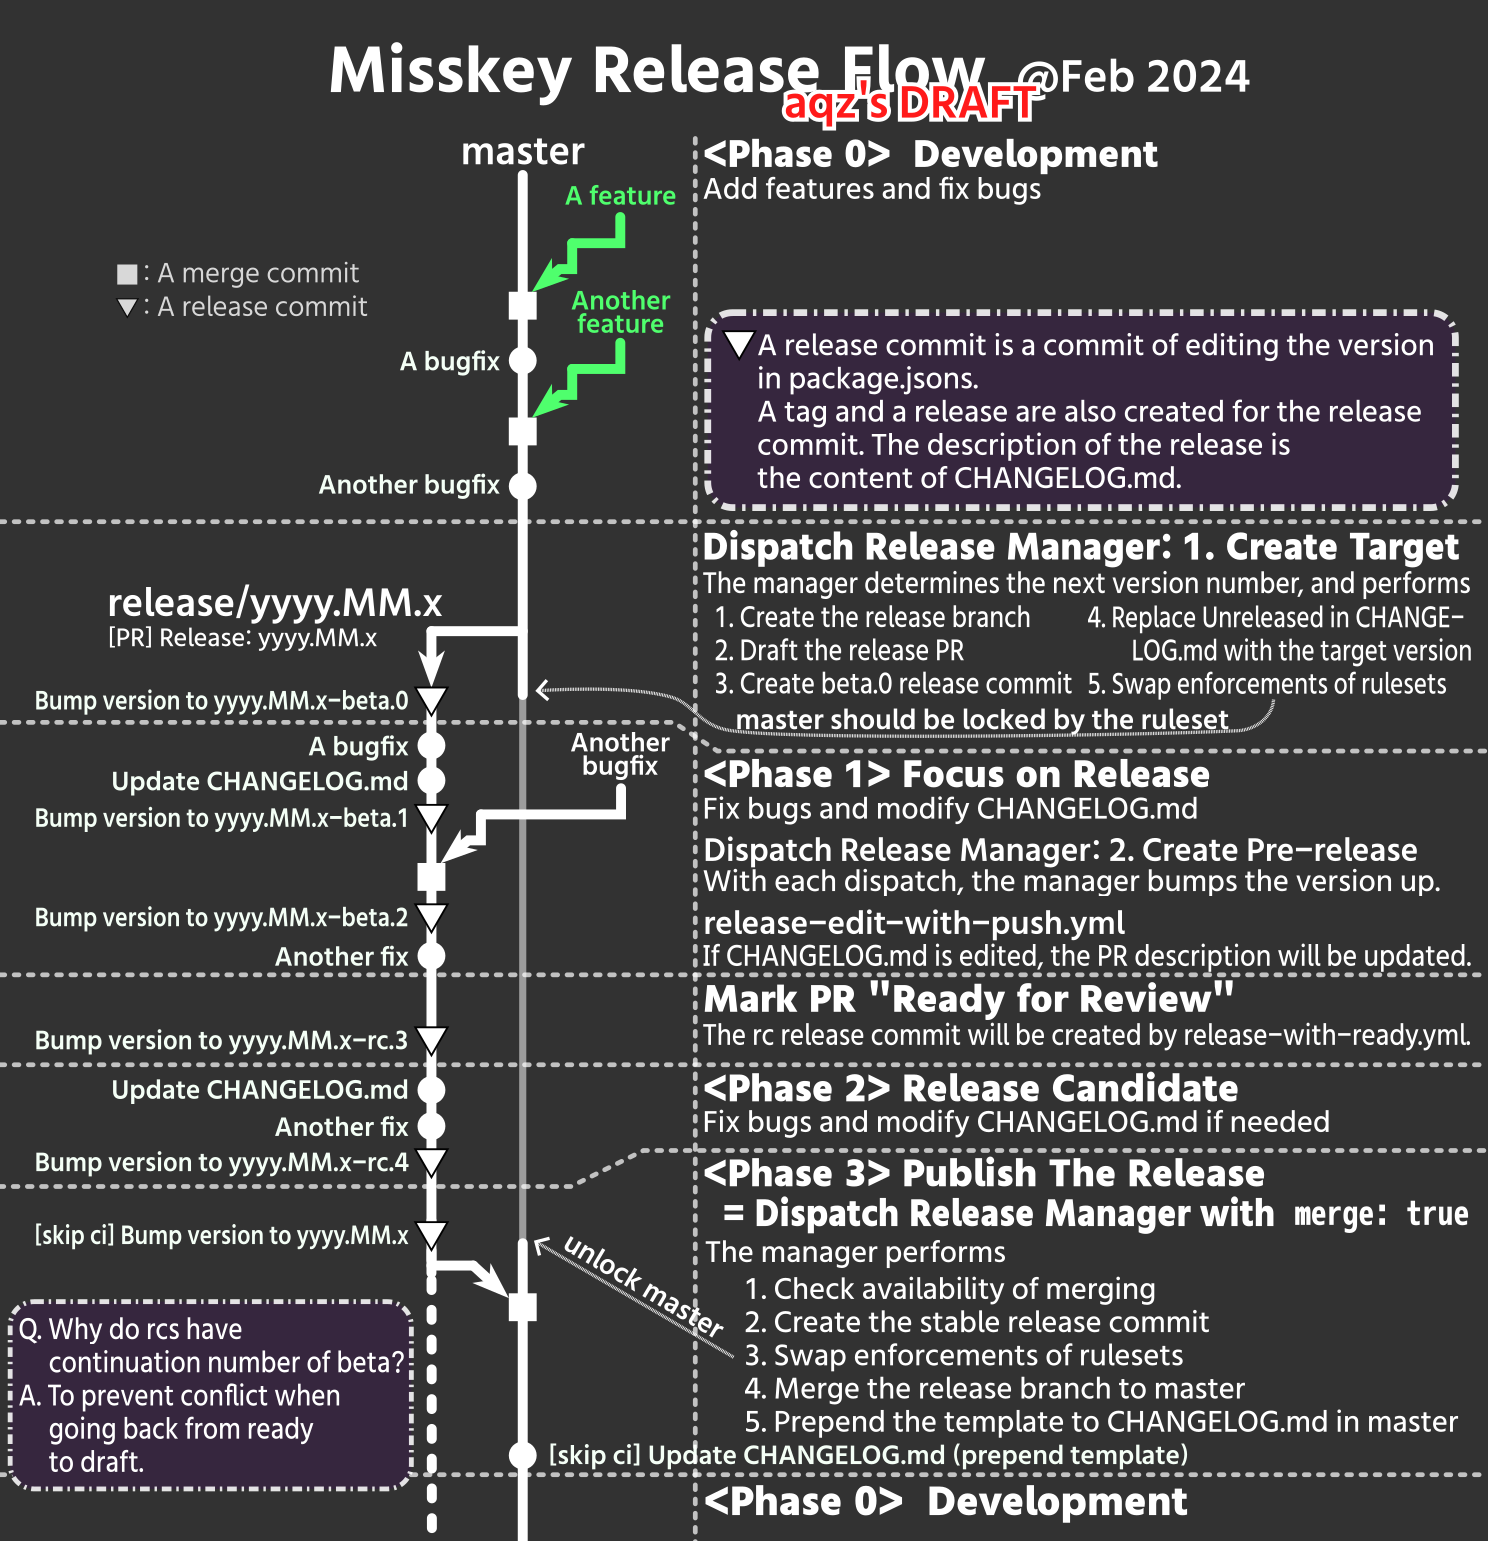 Misskey Release Flow @Feb 2024
aqz's DRAFT
master
<Phase 0> Development
Add features and fix bugs
A feature
: A merge commit
: A release commit
Another
feature
A bugfix
A release commit is a commit of editing the version
in package.jsons.
A tag and a release are also created for the release
commit. The description of the release is
the content of CHANGELOG.md.
Another bugfix
Dispatch Release Manager: 1. Create Target
The manager determines the next version number, and performs
1. Create the release branch
2. Draft the release PR
3. Create beta.0 release commit
4. Replace Unreleased in CHANGE-
LOG.md with the target version
5. Swap enforcements of rulesets
master should be locked by the ruleset
release/yyyy.MM.x
[PR] Release: yyyy.MM.x
Bump version to yyyy.MM.x-beta.0
A bugfix
Update CHANGELOG.md
Bump version to yyyy.MM.x-beta.1
Another
bugfix
Bump version to yyyy.MM.x-beta.2
Another fix
<Phase 1> Focus on Release
Fix bugs and modify CHANGELOG.md
Dispatch Release Manager: 2. Create Pre-release
With each dispatch, the manager bumps the version up.
release-edit-with-push.yml
If CHANGELOG.md is edited, the PR description will be updated.
Mark PR "Ready for Review"
The rc release commit will be created by release-with-ready.yml.
Bump version to yyyy.MM.x-rc.3
<Phase 2> Release Candidate
Fix bugs and modify CHANGELOG.md if needed
Update CHANGELOG.md
Another fix
Bump version to yyyy.MM.x-rc.4
<Phase 3> Publish The Release
= Dispatch Release Manager with merge: true
The manager performs
1. Check availability of merging
2. Create the stable release commit
3. Swap enforcements of rulesets
4. Merge the release branch to master
5. Prepend the template to CHANGELOG.md in master
[skip ci] Bump version to yyyy.MM.x
unlock master
Q. Why do rcs have
continuation number of beta?
A. To prevent conflict when
going back from ready
to draft.
[skip ci] Update CHANGELOG.md (prepend template)
<Phase 0> Development